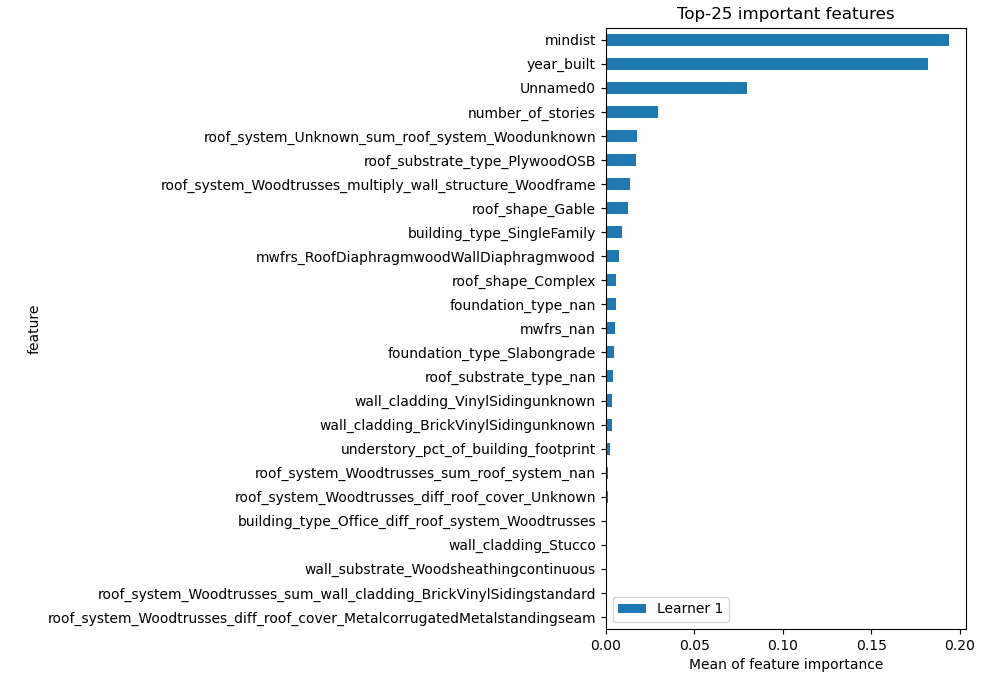 Top-25 important features
mindist
year_built
Unnamed0
number_of_stories
roof_system_Unknown_sum_roof_system_Woodunknown
roof_substrate_type_PlywoodOSB
roof_system_Woodtrusses_multiply_wall_structure_Woodframe
roof_shape_Gable
building_type_SingleFamily
mwfrs_RoofDiaphragmwoodWallDiaphragmwood
roof_shape_Complex
foundation_type_nan
mwfrs_nan
foundation_type_Slabongrade
roof_substrate_type_nan
wall_cladding_VinylSidingunknown
wall_cladding_BrickVinylSidingunknown
understory_pct_of_building_footprint
roof_system_Woodtrusses_sum_roof_system_nan
roof_system_Woodtrusses_diff_roof_cover_Unknown
building_type_Office_diff_roof_system_Woodtrusses
wall_cladding_Stucco
wall_substrate_Woodsheathingcontinuous
roof_system_Woodtrusses_sum_wall_cladding_BrickVinylSidingstandard
roof_system_Woodtrusses_diff_roof_cover_MetalcorrugatedMetalstandingseam
feature
Learner 1
0.00 0.05 0.10 0.15 0.20
Mean of feature importance